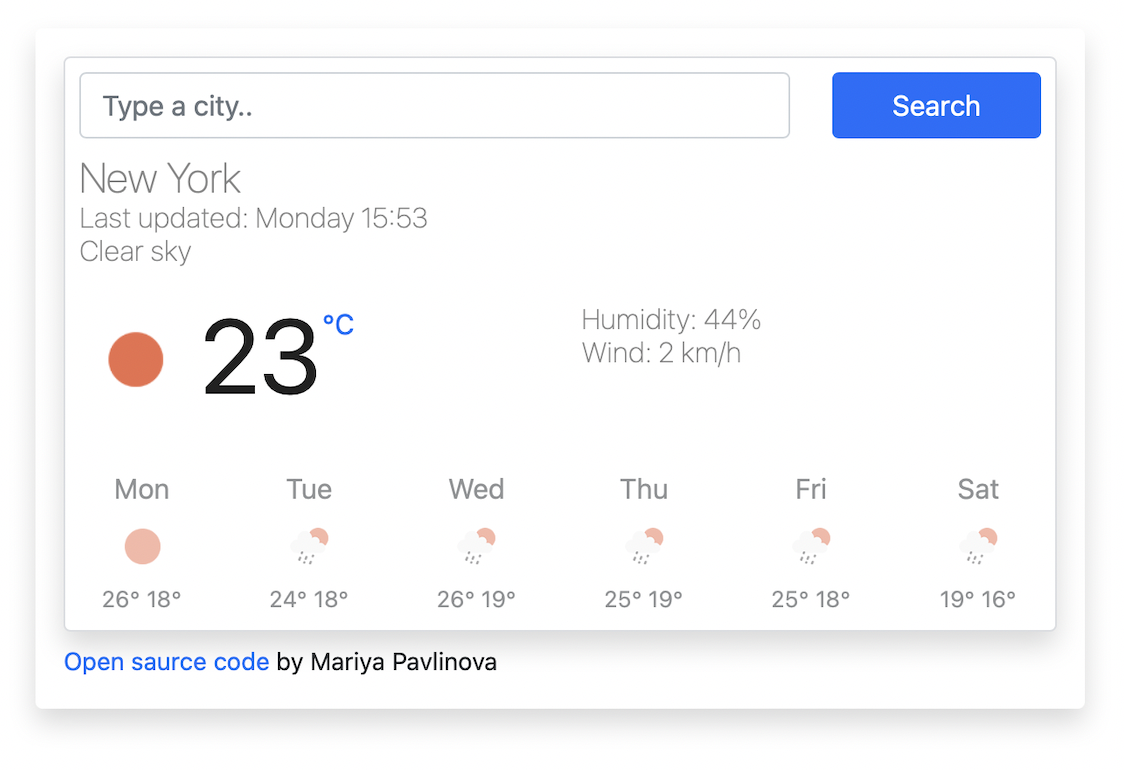 Type a city..
Search
New York
Last updated: Monday 15:53
Clear sky
23 °C
Humidity: 44%
Wind: 2 km/h
Mon Tue Wed Thu Fri Sat
26° 18° 24° 18° 26° 19° 25° 19° 25° 18° 19° 16°
Open saurce code by Mariya Pavlinova